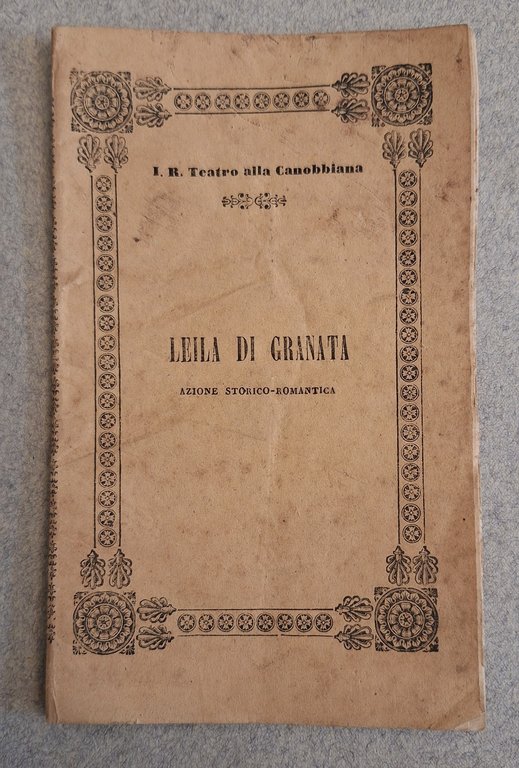 I. R. Teatro alla Canobbiana
LEILA DI GRANATA
AZIONE STORICO-ROMANTICA